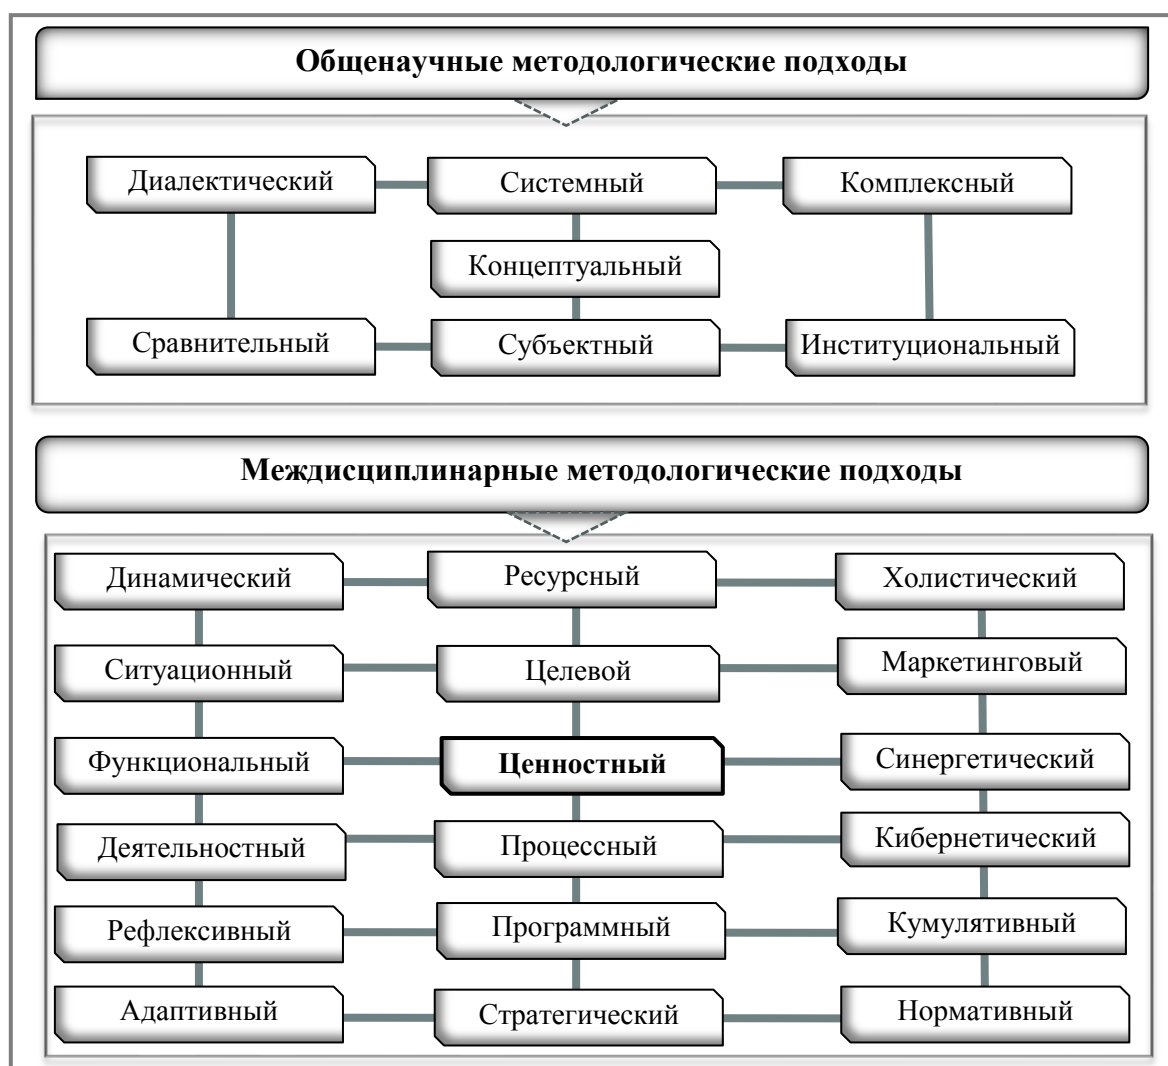 Общенаучные методологические подходы
Диалектический
Системный
Комплексный
Концептуальный
Сравнительный
Субъектный
Институциональный
Междисциплинарные методологические подходы
Динамический
Ресурсный
Холистический
Ситуационный
Целевой
Маркетинговый
Функциональный
Ценностный
Синергетический
Деятельностный
Процессный
Кибернетический
Рефлексивный
Программный
Кумулятивный
Адаптивный
Стратегический
Нормативный